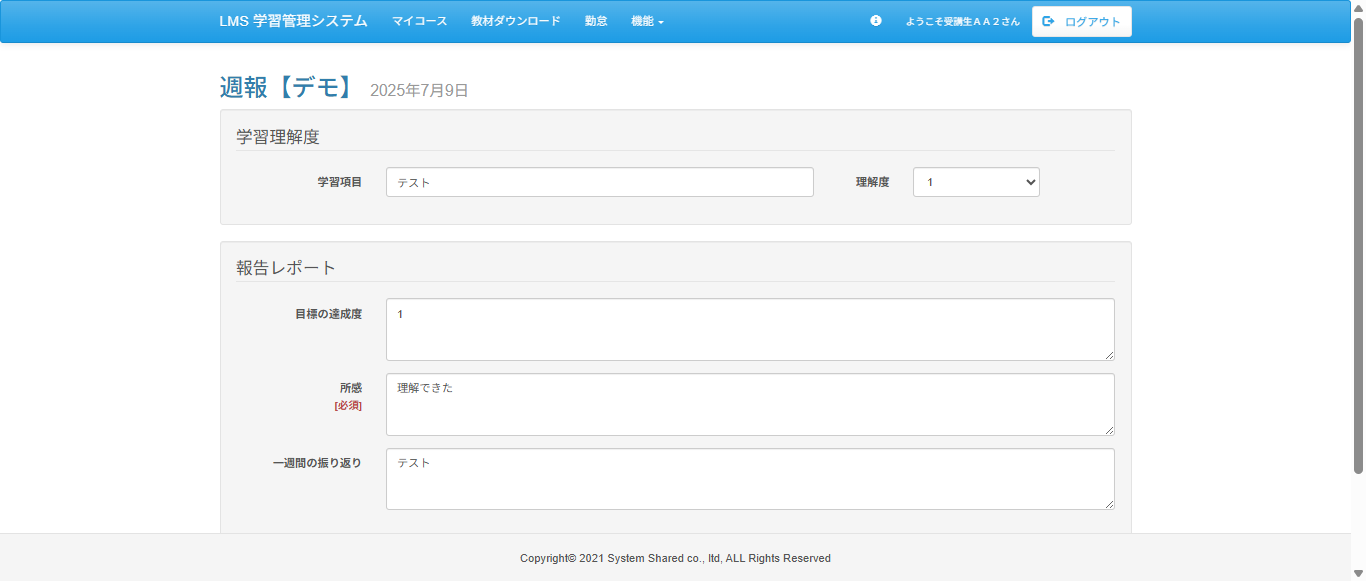 LMS 学習管理システム マイコース 教材ダウンロード 勤怠 機能 ようこそ受講生ＡＡ２さん ログアウト
週報【デモ】 2025年7月9日
学習理解度
学習項目 テスト 理解度 1
報告レポート
目標の達成度 1
所感 理解できた
[必須]
一週間の振り返り テスト
Copyright© 2021 System Shared co., ltd, ALL Rights Reserved